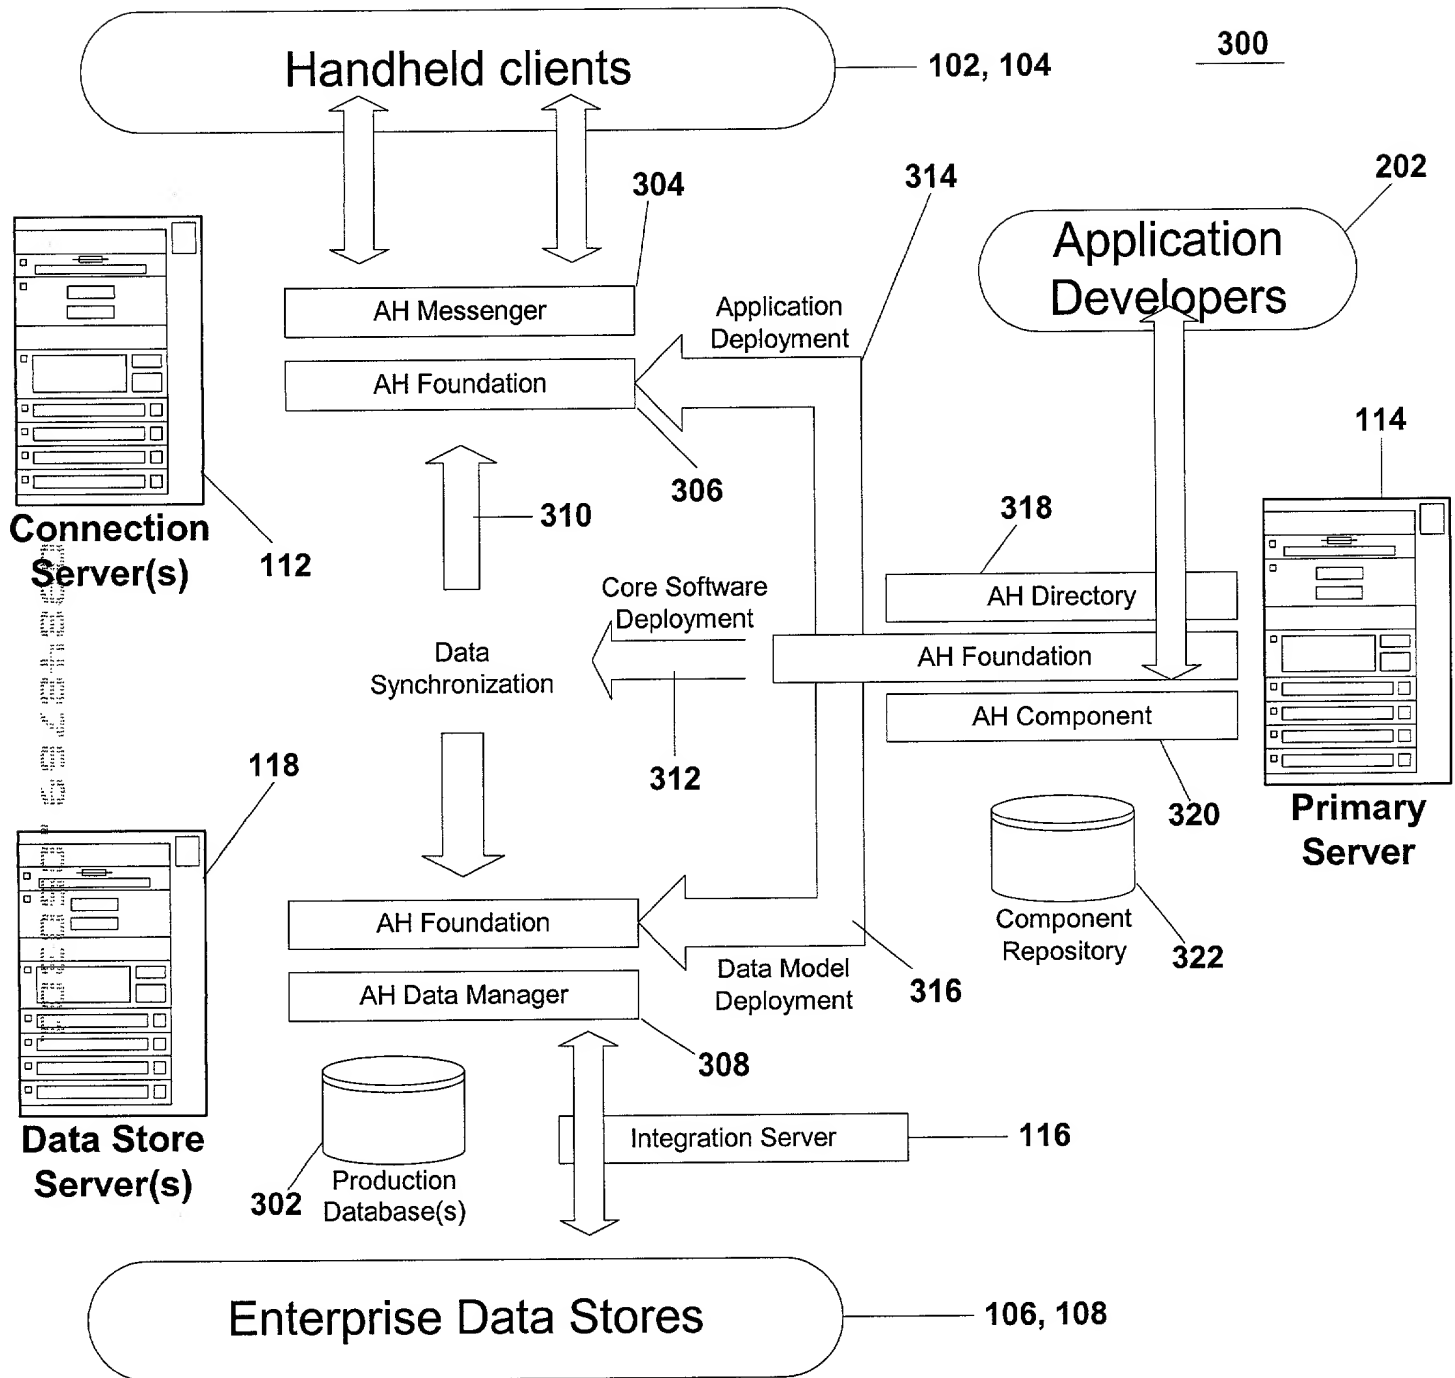 Handheld clients
102, 104
300
304
314
202
Application
Developers
AH Messenger
Application
Deployment
AH Foundation
306
114
Connection
Server(s)
112
310
318
Core Software
Deployment
AH Directory
Data
Synchronization
AH Foundation
AH Component
312
118
320
Primary
Server
AH Foundation
Component
Repository
322
Data Model
Deployment
316
AH Data Manager
308
Data Store
Server(s)
302
Production
Database(s)
Integration Server
116
Enterprise Data Stores
106, 108